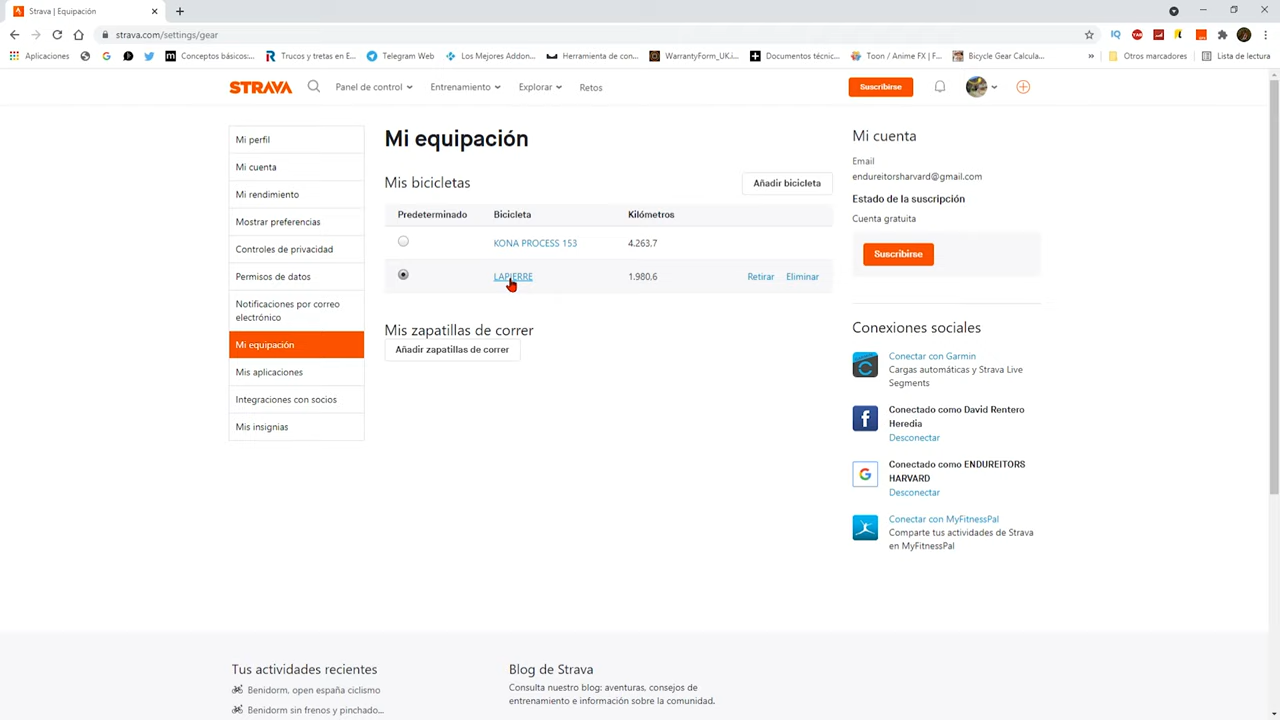 Strava | Equipación
strava.com/settings/gear
Aplicaciones
Conceptos básicos:...
Trucos y tretas en E...
Telegram Web
Los Mejores Addon...
Herramienta de con...
WarrantyForm_UK.i...
Documentos técnic...
Toon / Anime FX | F...
Bicycle Gear Calcula...
»
Otros marcadores
Lista de lectura
STRAVA
Panel de control
Entrenamiento
Explorar
Retos
Suscribirse
Mi perfil
Mi cuenta
Mi rendimiento
Mostrar preferencias
Controles de privacidad
Permisos de datos
Notificaciones por correo
electrónico
Mi equipación
Mis aplicaciones
Integraciones con socios
Mis insignias
Mi equipación
Mis bicicletas
Añadir bicicleta
Predeterminado Bicicleta Kilómetros
KONA PROCESS 153 4.263,7
LAPIERRE 1.980,6 Retirar Eliminar
Mis zapatillas de correr
Añadir zapatillas de correr
Mi cuenta
Email
endureitorsharvard@gmail.com
Estado de la suscripción
Cuenta gratuita
Suscribirse
Conexiones sociales
Conectar con Garmin
Cargas automáticas y Strava Live
Segments
Conectado como David Rentero
Heredia
Desconectar
Conectado como ENDUREITORS
HARVARD
Desconectar
Conectar con MyFitnessPal
Comparte tus actividades de Strava
en MyFitnessPal
Tus actividades recientes
Benidorm, open españa ciclismo
Benidorm sin frenos y pinchado...
Blog de Strava
Consulta nuestro blog: aventuras, consejos de
entrenamiento e información sobre la comunidad.